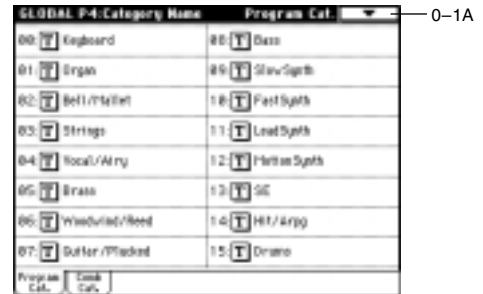 GLOBAL P4:Category Name Program Cat. ▼
0–1A
00: T Keyboard
01: T Organ
02: T Bell/Mallet
03: T Strings
04: T Vocal/Airy
05: T Brass
06: T Woodwind/Reed
07: T Guitar/Plucked
08: T Bass
09: T SlowSynth
10: T FastSynth
11: T LeadSynth
12: T MotionSynth
13: T SE
14: T Hit/Arpg
15: T Drums
Program Cat.
Comb Cat.